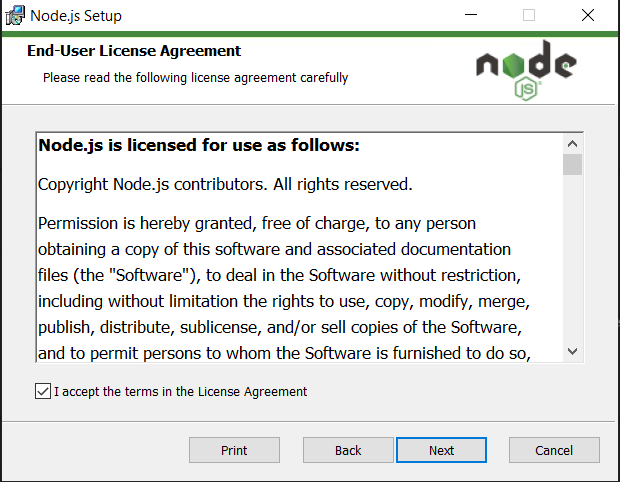 Node.js Setup
End-User License Agreement
Please read the following license agreement carefully
node
JS
Node.js is licensed for use as follows:
Copyright Node.js contributors. All rights reserved.
Permission is hereby granted, free of charge, to any person
obtaining a copy of this software and associated documentation
files (the "Software"), to deal in the Software without restriction,
including without limitation the rights to use, copy, modify, merge,
publish, distribute, sublicense, and/or sell copies of the Software,
and to permit persons to whom the Software is furnished to do so,
I accept the terms in the License Agreement
Print Back Next Cancel